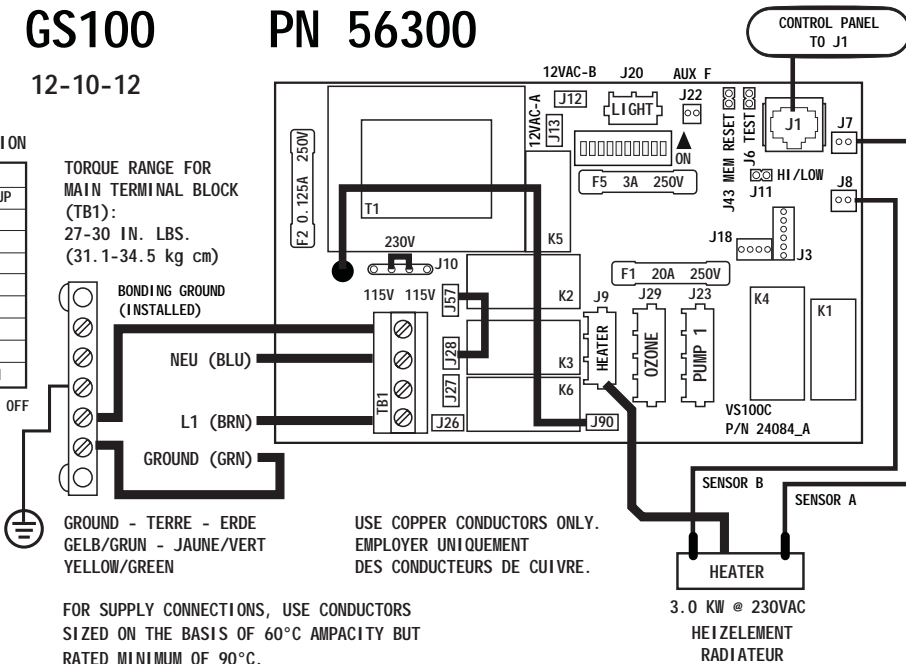 GS100 PN 56300
12-10-12
CONTROL PANEL
TO J1
ION
UP
OFF
TORQUE RANGE FOR
MAIN TERMINAL BLOCK
(TB1):
27-30 IN. LBS.
(31.1-34.5 kg cm)
BONDING GROUND
(INSTALLED)
12VAC-B
J20
AUX F
12VAC-A
J12
J13
LIGHT
J22
ON
J43 MEM RESET
J6 TEST
J1
J7
HI/LOW
J11
J8
F2 0.125A 250V
T1
F5 3A 250V
K5
J18
J3
230V
J10
F1 20A 250V
115V 115V
J57
K2
J9
J29
J23
K4
K1
HEATER
OZONE
PUMP 1
J28
K3
NEU (BLU)
TB1
J27
K6
L1 (BRN)
J26
J90
VS100C
P/N 24084_A
GROUND (GRN)
SENSOR B
SENSOR A
GROUND - TERRE - ERDE
GELB/GRUN - JAUNE/VERT
YELLOW/GREEN
USE COPPER CONDUCTORS ONLY.
EMPLOYER UNIQUEMENT
DES CONDUCTEURS DE CUIVRE.
HEATER
3.0 KW @ 230VAC
HEIZELEMENT
RADIATEUR
FOR SUPPLY CONNECTIONS, USE CONDUCTORS
SIZED ON THE BASIS OF 60°C AMPACITY BUT
RATED MINIMUM OF 90°C.